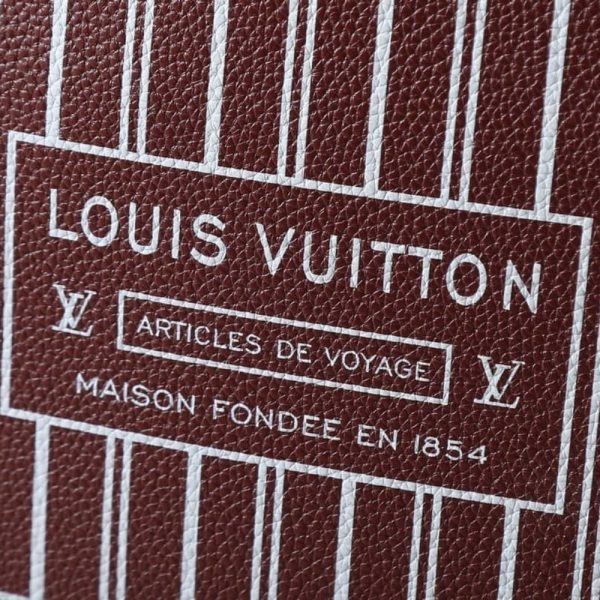 LOUIS VUITTON
LV ARTICLES DE VOYAGE LV
MAISON FONDEE EN 1854